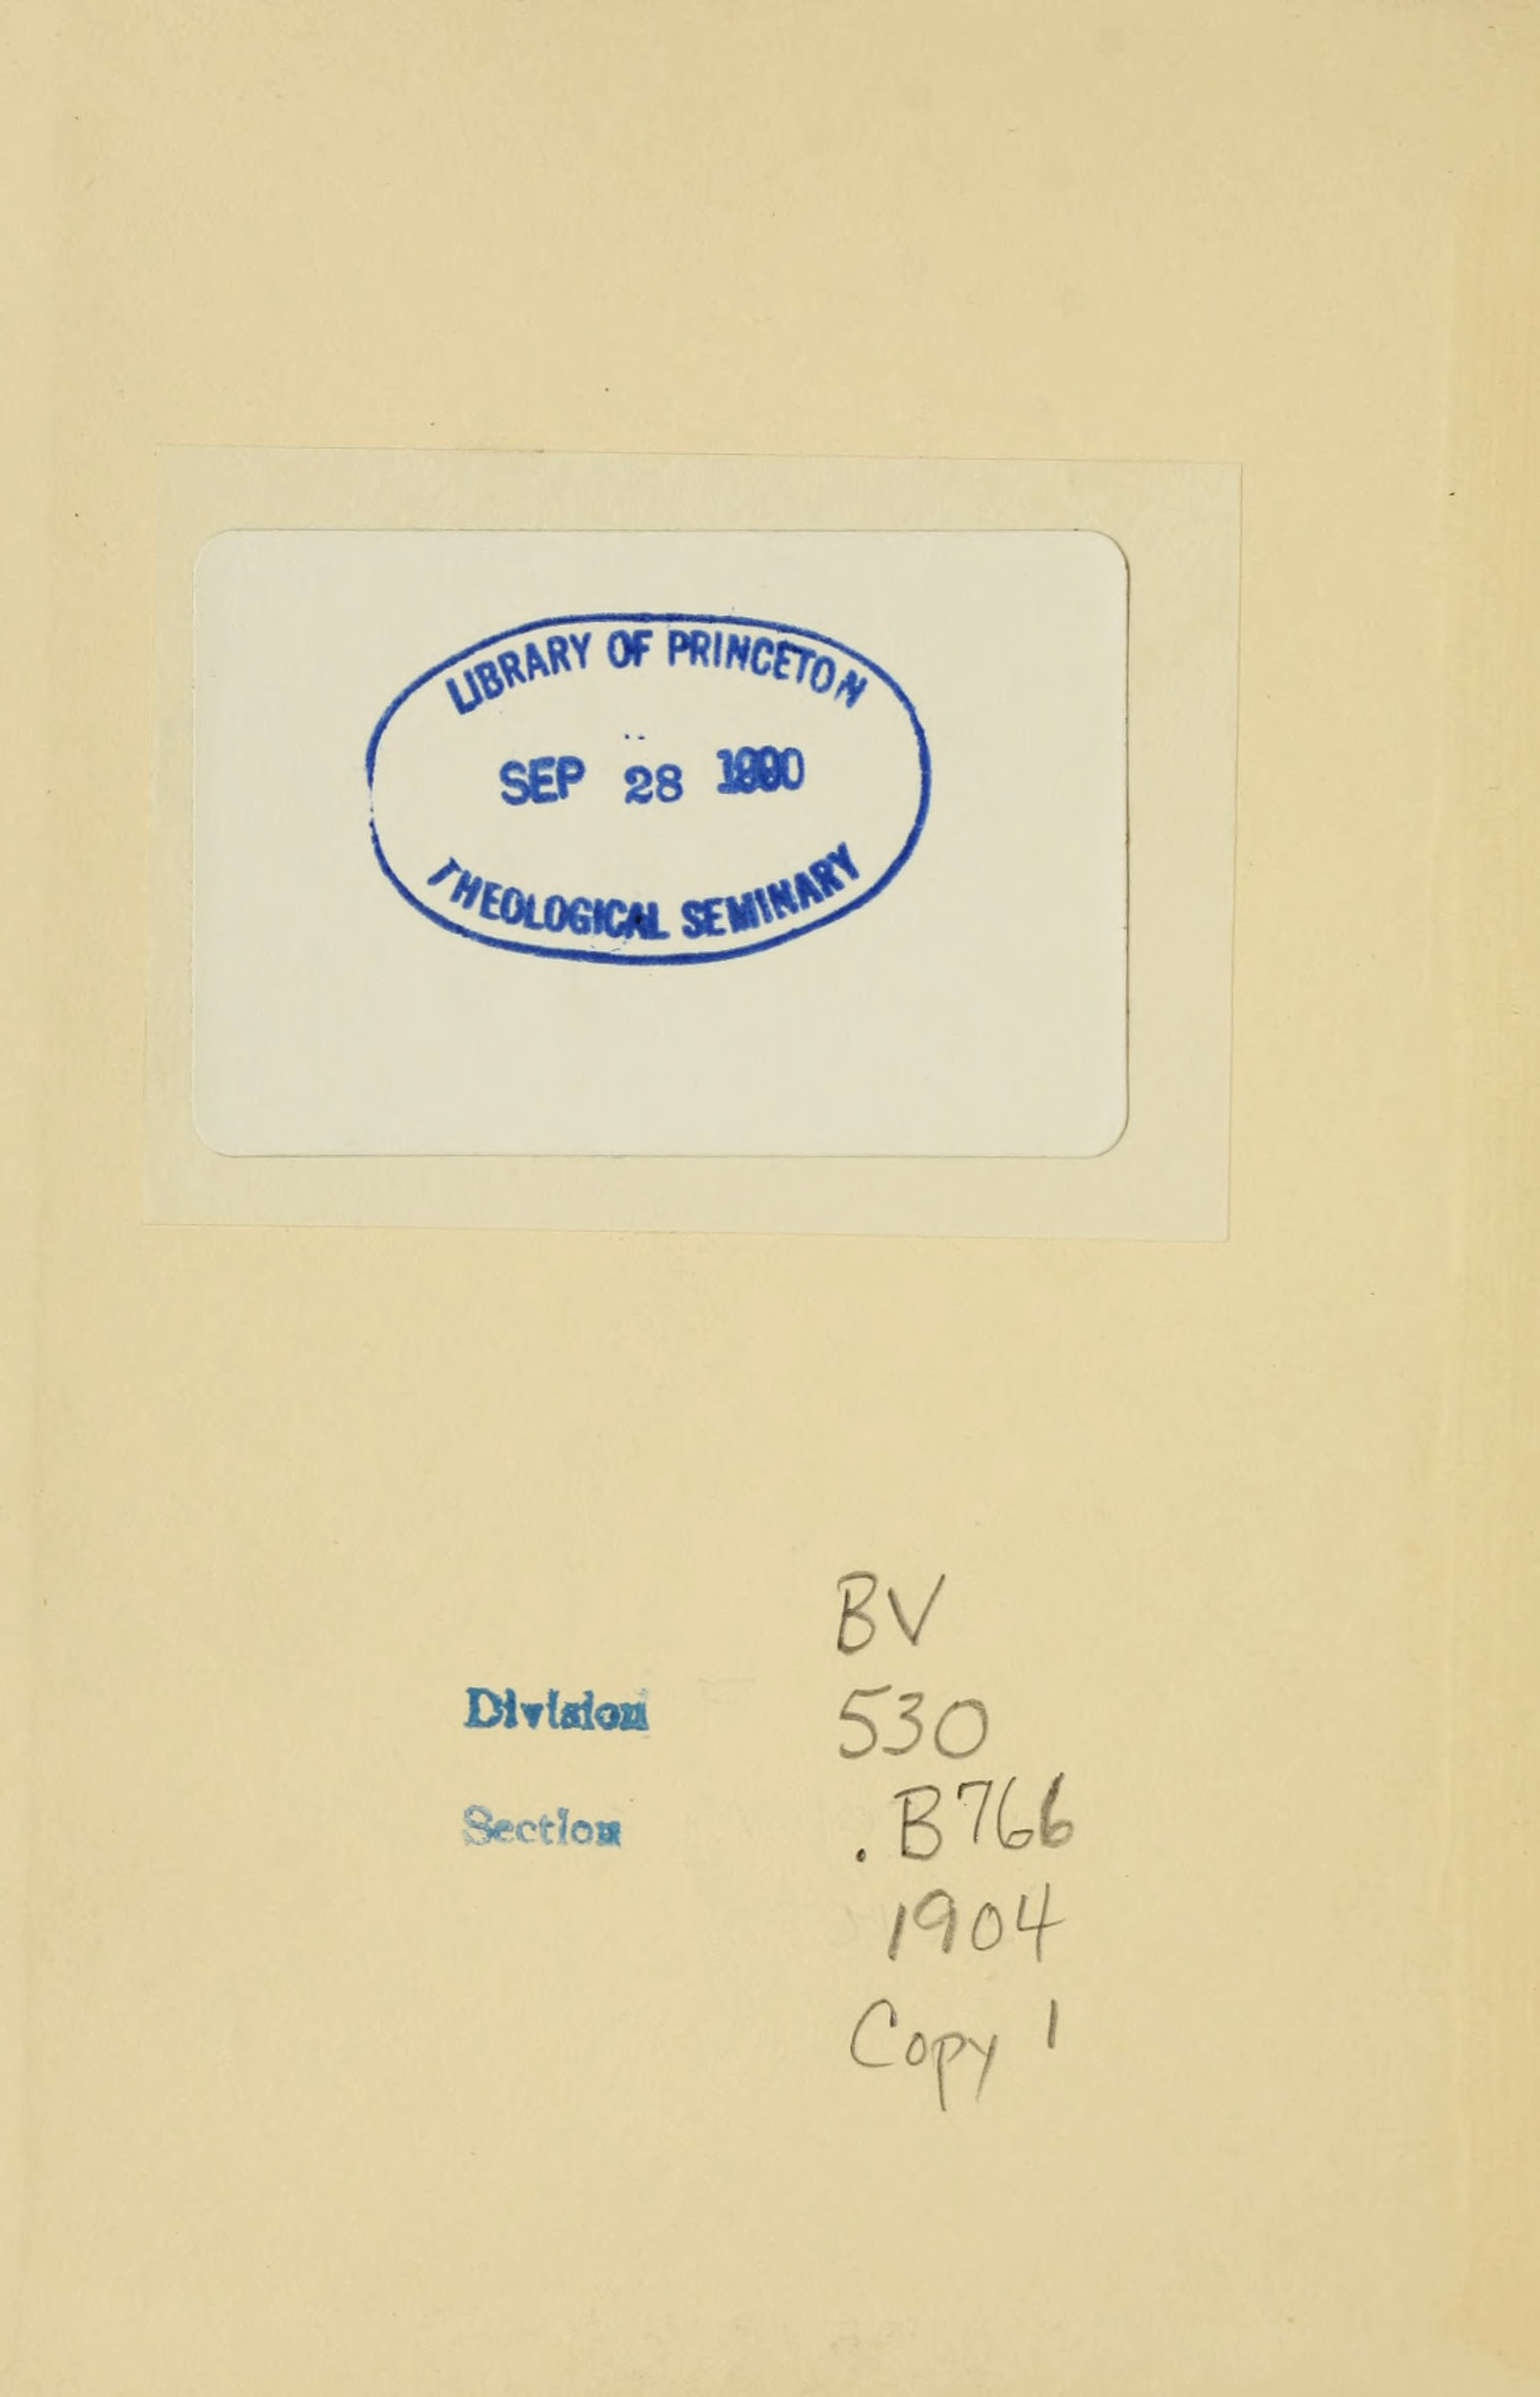 LIBRARY OF PRINCETON
SEP 28 1990
THEOLOGICAL SEMINARY
BV
Division 530
Section .B766
1904
Copy 1